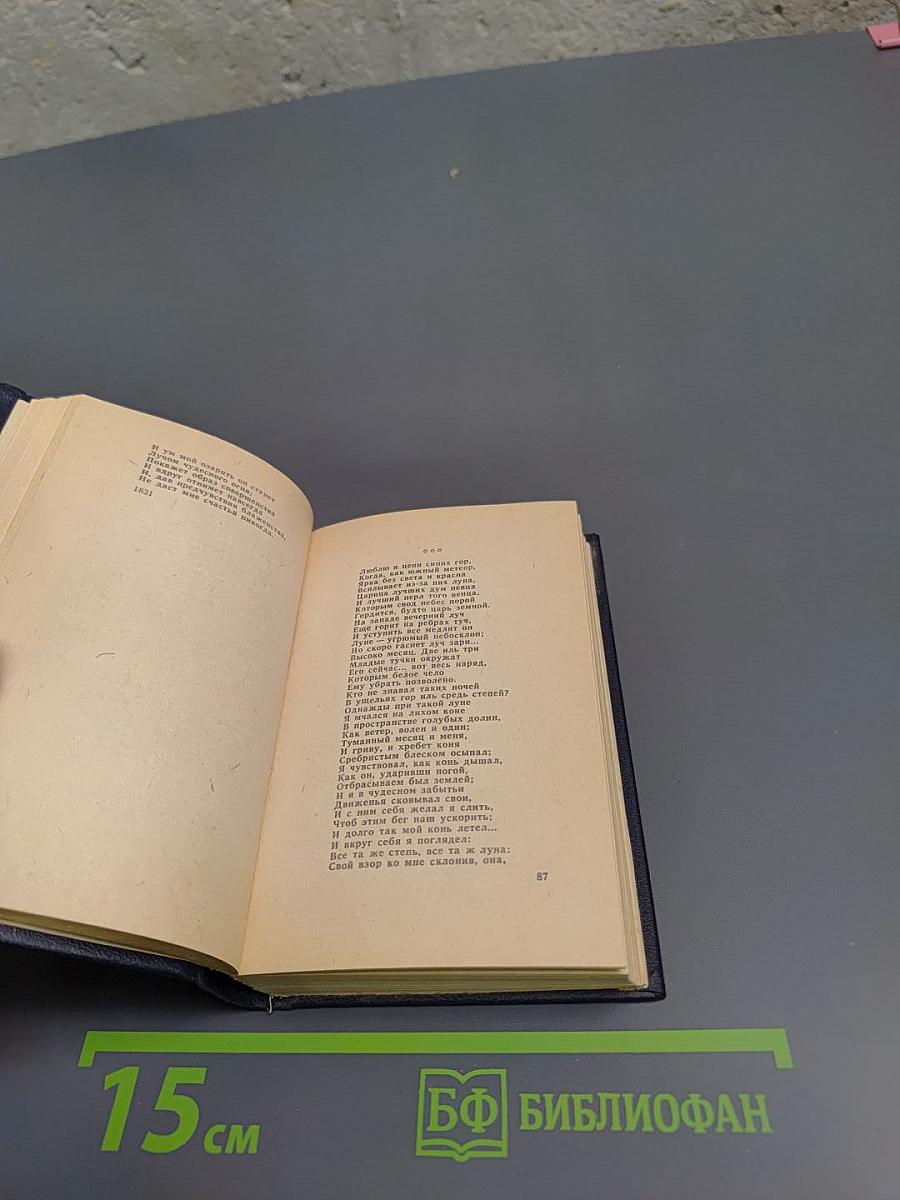 И ум мой озарять он станет
Лучом чудесного огня;
Покажет образ совершенства
И вдруг отнимет навсегда
И, дав предчувствии блаженства,
Не даст мне счастья никогда.
1831
Люблю я цепи синих гор,
Когда, как южный метеор,
Ярка без света и красна
Всплывает из-за них луна,
Царица лучших дум певца
И лучший перл того венца,
Которым свод небес порой
Гордится, будто царь земной.
На западе вечерний луч
Еще горит на ребрах туч,
И уступить все медлит он
Луне — угрюмый небосклон;
Но скоро гаснет луч зари...
Высоко месяц. Две иль три
Младые тучки окружат
Его сейчас... вот весь наряд,
Которым белое чело
Ему убрать позволено.
Кто не знавал таких ночей
В ущельях гор иль средь степей?
Однажды при такой луне
Я мчался на лихом коне
В пространстве голубых долин,
Как ветер, волен и один;
Туманный месяц и меня,
И гриву, и хребет коня
Сребристым блеском осыпал;
Я чувствовал, как конь дышал,
Как он, ударивши ногой,
Отбрасываем был землей;
И я в чудесном забытьи
Движенья сковывал свои,
И с ним себя желал я слить,
Чтоб этим бег наш ускорить;
И долго так мой конь летел...
И вкруг себя я поглядел:
Все та же степь, все та ж луна:
Свой взор ко мне склонив, она,
87
15 см
БФ БИБЛИОФАН